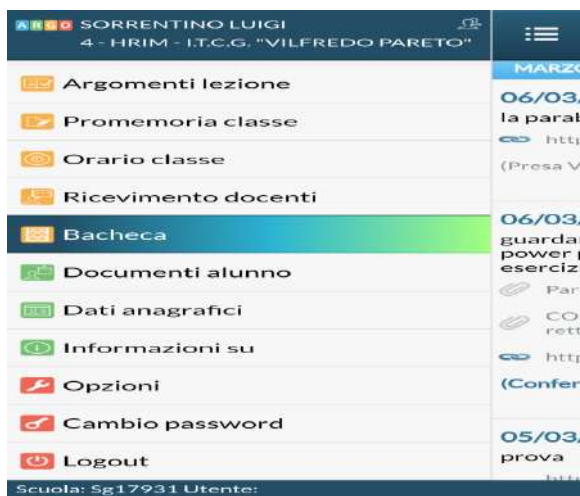 ARGO SORRENTINO LUIGI
4 - HRIM - I.T.C.G. "VILFREDO PARETO"
Argomenti lezione
Promemoria classe
Orario classe
Ricevimento docenti
Bacheca
Documenti alunno
Dati anagrafici
Informazioni su
Opzioni
Cambio password
Logout
Scuola: Sg17931 Utente:
MARZO
06/03/
la parab
http
(Presa V
06/03/
guardar
power p
eserciz
Par
CO
rett
http
(Confer
05/03/
prova